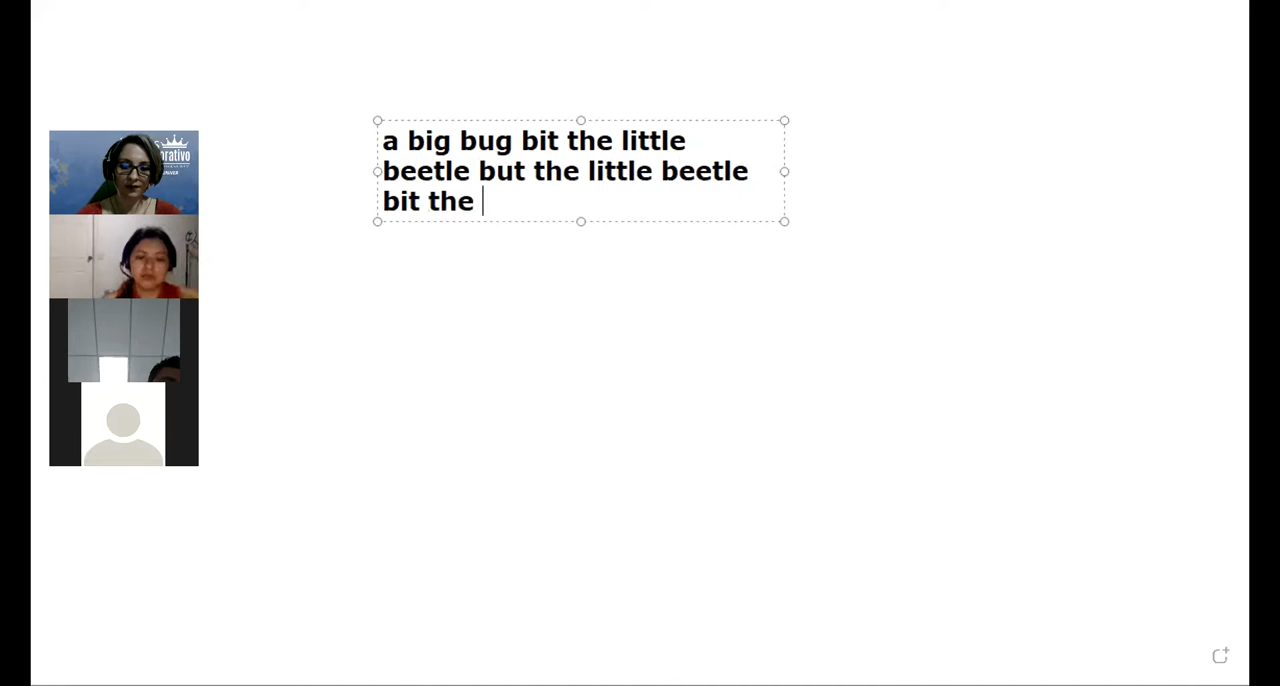 a big bug bit the little
beetle but the little beetle
bit the